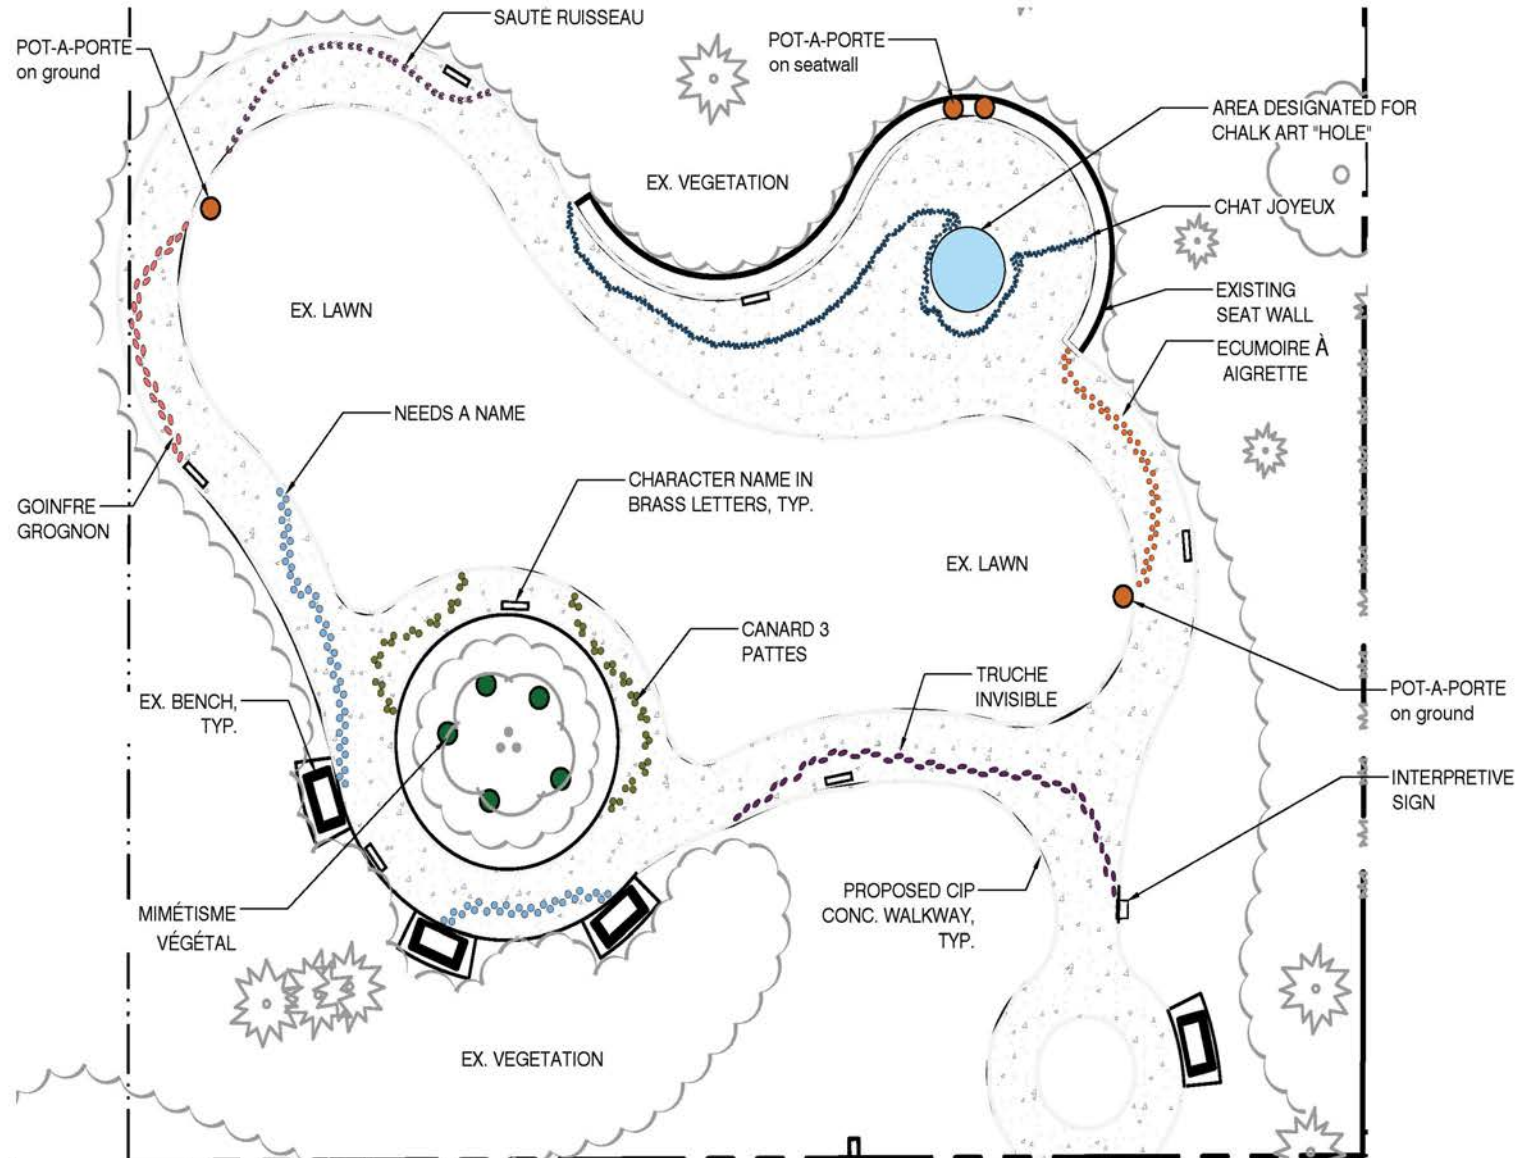 SAUTÉ RUISSEAU
POT-A-PORTE
on ground
POT-A-PORTE
on seatwall
AREA DESIGNATED FOR
CHALK ART "HOLE"
EX. VEGETATION
CHAT JOYEUX
EX. LAWN
EXISTING
SEAT WALL
ECUMOIRE À
AIGRETTE
NEEDS A NAME
CHARACTER NAME IN
BRASS LETTERS, TYP.
GOINFRE
GROGNON
EX. LAWN
CANARD 3
PATTES
TRUCHE
INVISIBLE
EX. BENCH,
TYP.
POT-A-PORTE
on ground
INTERPRETIVE
SIGN
PROPOSED CIP
CONC. WALKWAY,
TYP.
MIMÉTISME
VÉGÉTAL
EX. VEGETATION